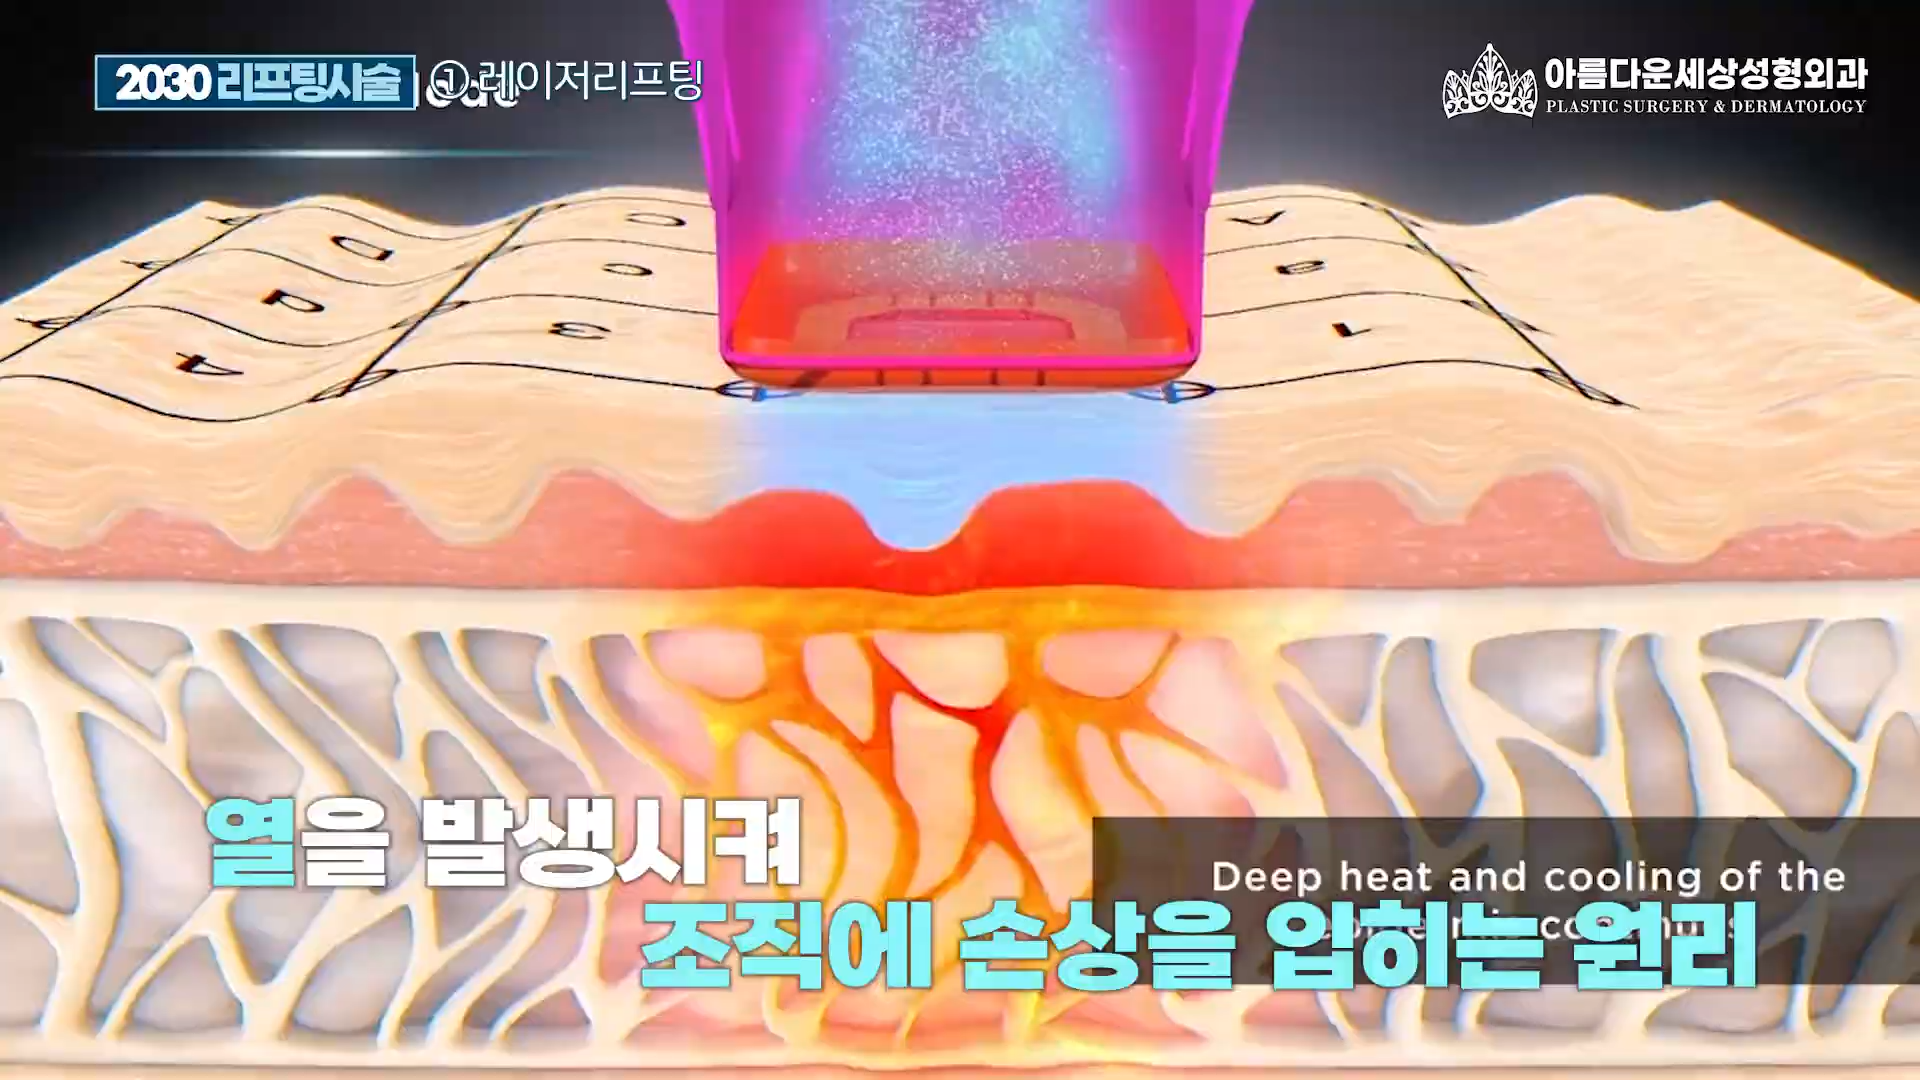 2030 리프팅시술 ① 레이저리프팅
아름다운세상성형외과
PLASTIC SURGERY & DERMATOLOGY
열을 발생시켜
Deep heat and cooling of the
조직에 손상을 입히는 원리